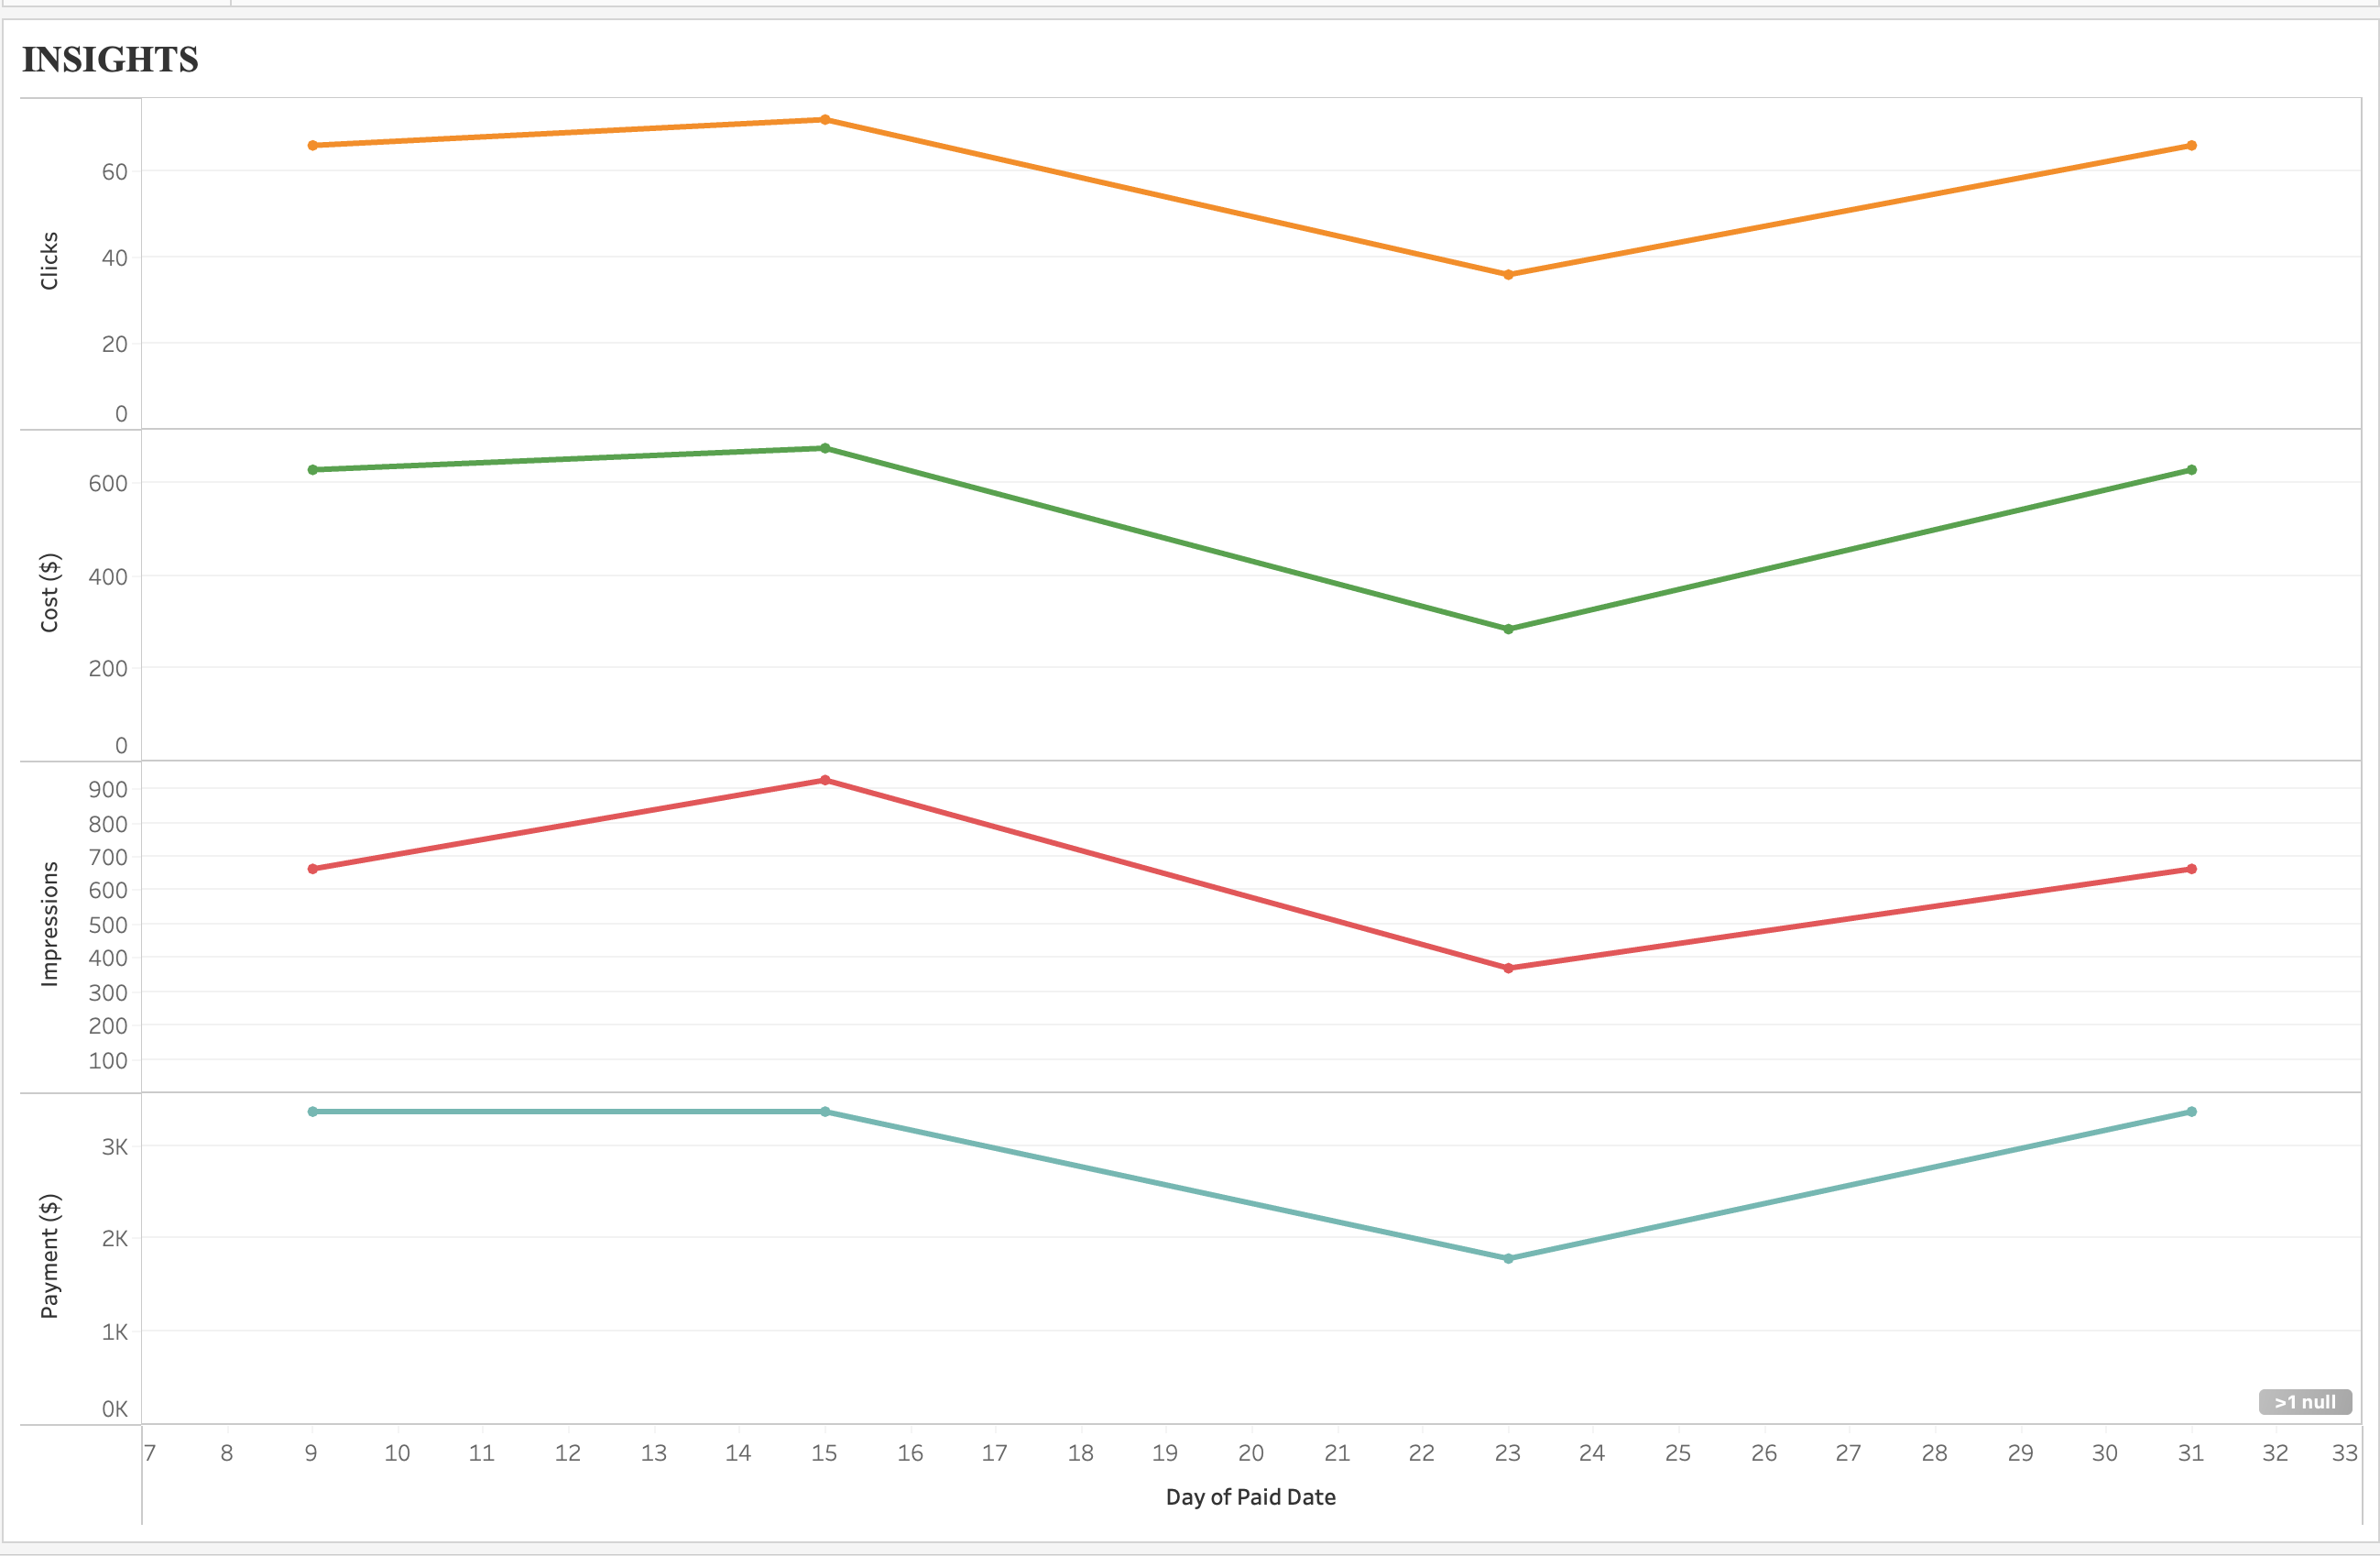 INSIGHTS
Clicks
60
40
20
0
Cost ($)
600
400
200
0
Impressions
900
800
700
600
500
400
300
200
100
Payment ($)
3K
2K
1K
0K
>1 null
7 8 9 10 11 12 13 14 15 16 17 18 19 20 21 22 23 24 25 26 27 28 29 30 31 32 33
Day of Paid Date